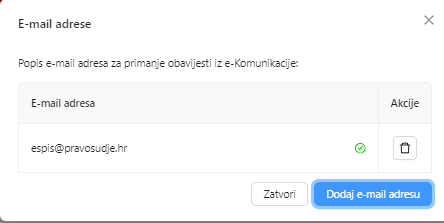 E-mail adrese
Popis e-mail adresa za primanje obavijesti iz e-Komunikacije:
E-mail adresa
Akcije
espis@pravosudje.hr
Zatvori
Dodaj e-mail adresu